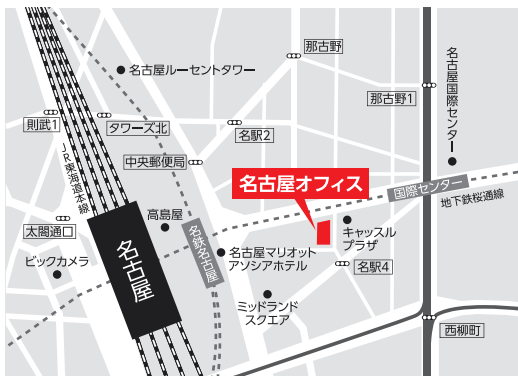 那古野
名古屋ルーセントタワー
名古屋国際センター
那古野1
則武1
タワーズ北
名駅2
JR東海道本線
中央郵便局
名古屋オフィス
国際センター
地下鉄桜通線
太閤通口
高島屋
名鉄名古屋
キャッスル
プラザ
名古屋
ビックカメラ
名古屋マリオット
アソシアホテル
名駅4
ミッドランド
スクエア
西柳町